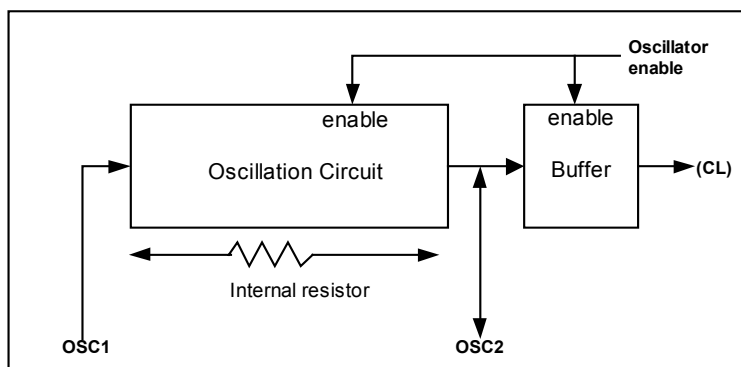 Oscillator
enable
enable
enable
Oscillation Circuit
Buffer
(CL)
Internal resistor
OSC1
OSC2